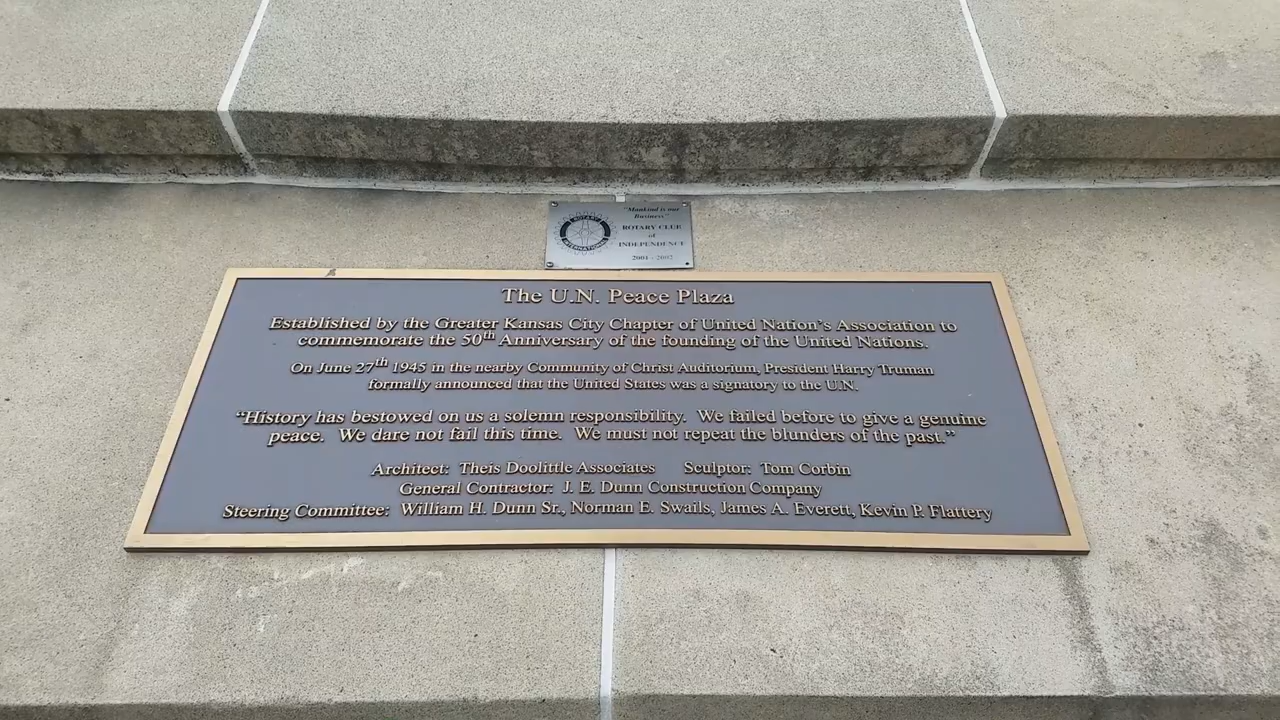 "Mankind is our
Business"
ROTARY CLUB
of
INDEPENDENCE
2001 - 2002
ROTARY
INTERNATIONAL
The U.N. Peace Plaza
Established by the Greater Kansas City Chapter of United Nation's Association to
commemorate the 50th Anniversary of the founding of the United Nations.
On June 27th 1945 in the nearby Community of Christ Auditorium, President Harry Truman
formally announced that the United States was a signatory to the U.N.
"History has bestowed on us a solemn responsibility. We failed before to give a genuine
peace. We dare not fail this time. We must not repeat the blunders of the past."
Architect: Theis Doolittle Associates Sculptor: Tom Corbin
General Contractor: J. E. Dunn Construction Company
Steering Committee: William H. Dunn Sr., Norman E. Swails, James A. Everett, Kevin P. Flattery